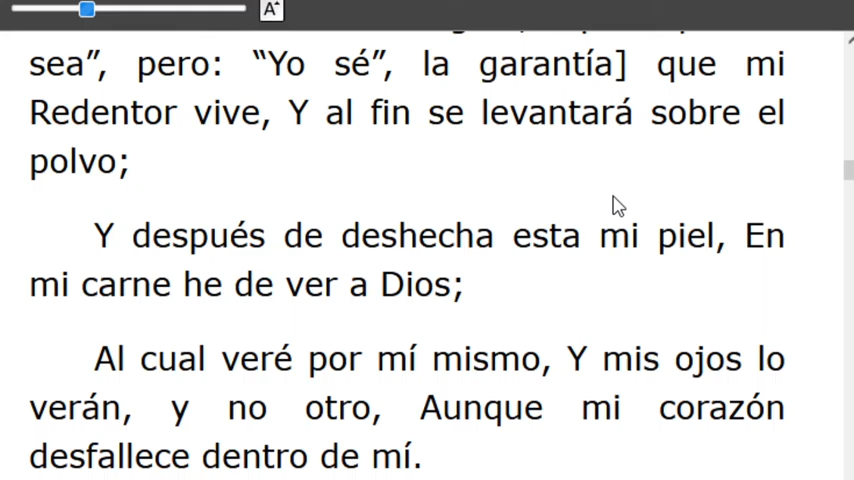 A
sea”, pero: “Yo sé”, la garantía] que mi
Redentor vive, Y al fin se levantará sobre el
polvo;
Y después de deshecha esta mi piel, En
mi carne he de ver a Dios;
Al cual veré por mí mismo, Y mis ojos lo
verán, y no otro, Aunque mi corazón
desfallece dentro de mí.